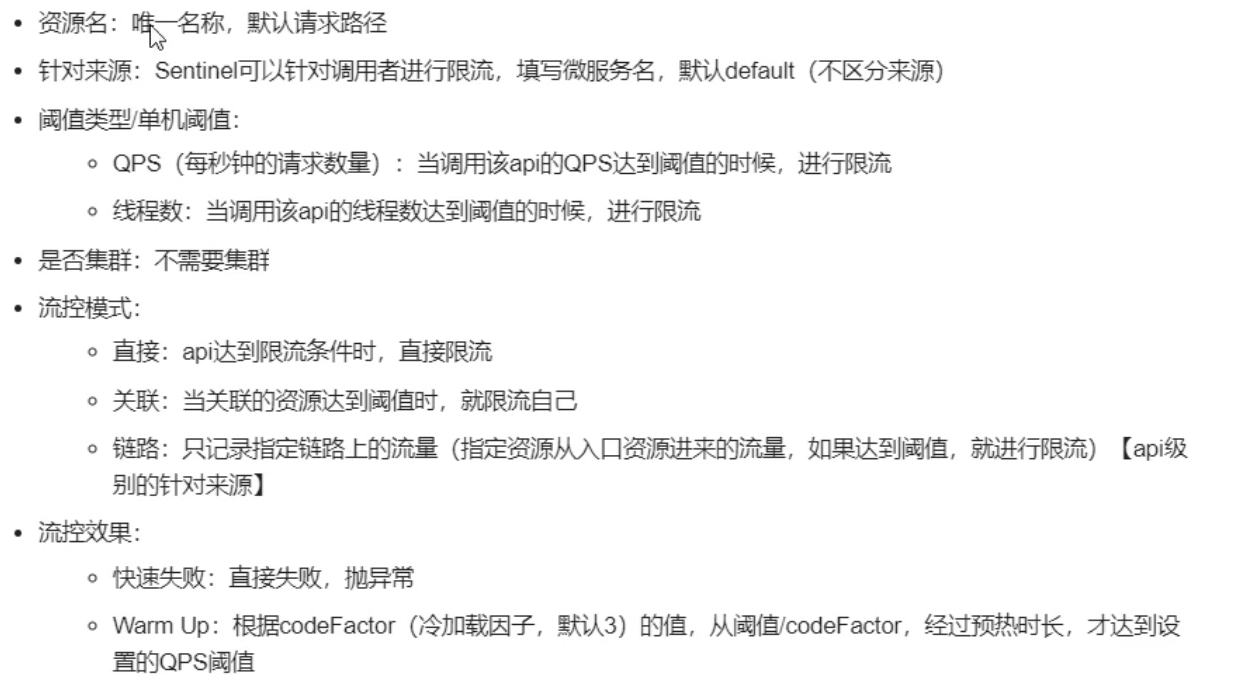 资源名：唯一名称，默认请求路径
针对来源：Sentinel可以针对调用者进行限流，填写微服务名，默认default（不区分来源）
阈值类型/单机阈值：
QPS（每秒钟的请求数量）：当调用该api的QPS达到阈值的时候，进行限流
线程数：当调用该api的线程数达到阈值的时候，进行限流
是否集群：不需要集群
流控模式：
直接：api达到限流条件时，直接限流
关联：当关联的资源达到阈值时，就限流自己
链路：只记录指定链路上的流量（指定资源从入口资源进来的流量，如果达到阈值，就进行限流）【api级
别的针对来源】
流控效果：
快速失败：直接失败，抛异常
Warm Up：根据codeFactor（冷加载因子，默认3）的值，从阈值/codeFactor，经过预热时长，才达到设
置的QPS阈值